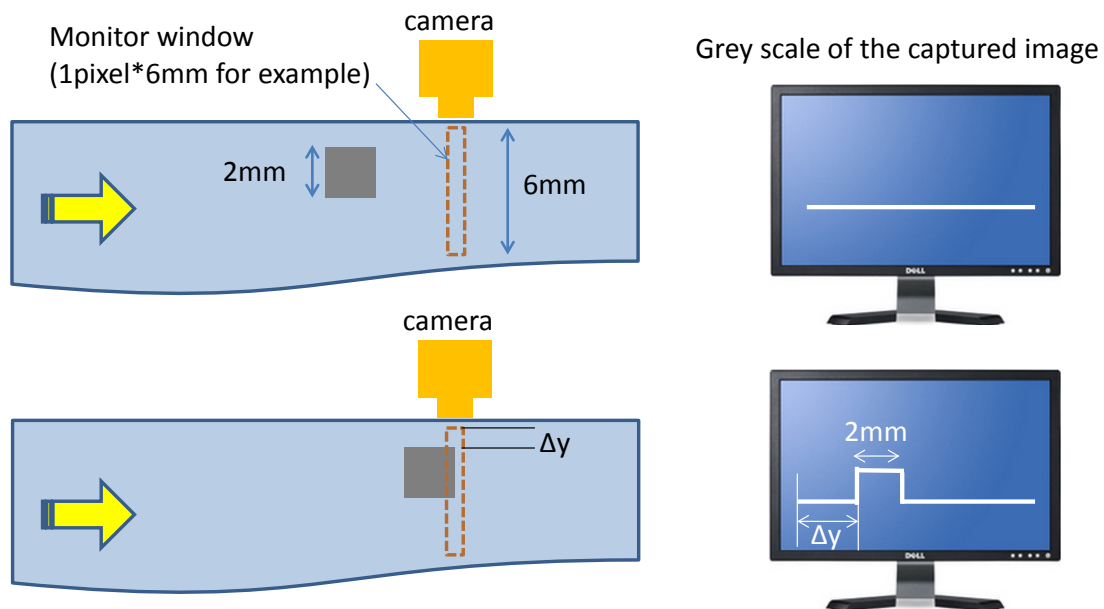 camera
Monitor window
(1pixel*6mm for example)
Grey scale of the captured image
2mm
6mm
DELL
camera
Δy
2mm
Δy
DELL